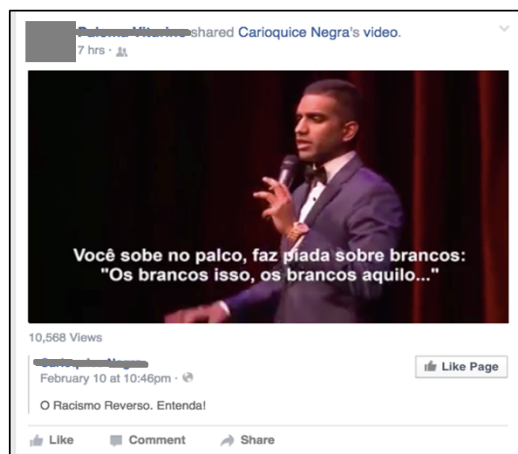 shared Carioquice Negra's video.
7 hrs ·
Você sobe no palco, faz piada sobre brancos:
"Os brancos isso, os brancos aquilo..."
10,568 Views
February 10 at 10:46pm ·
Like Page
O Racismo Reverso. Entenda!
Like Comment Share